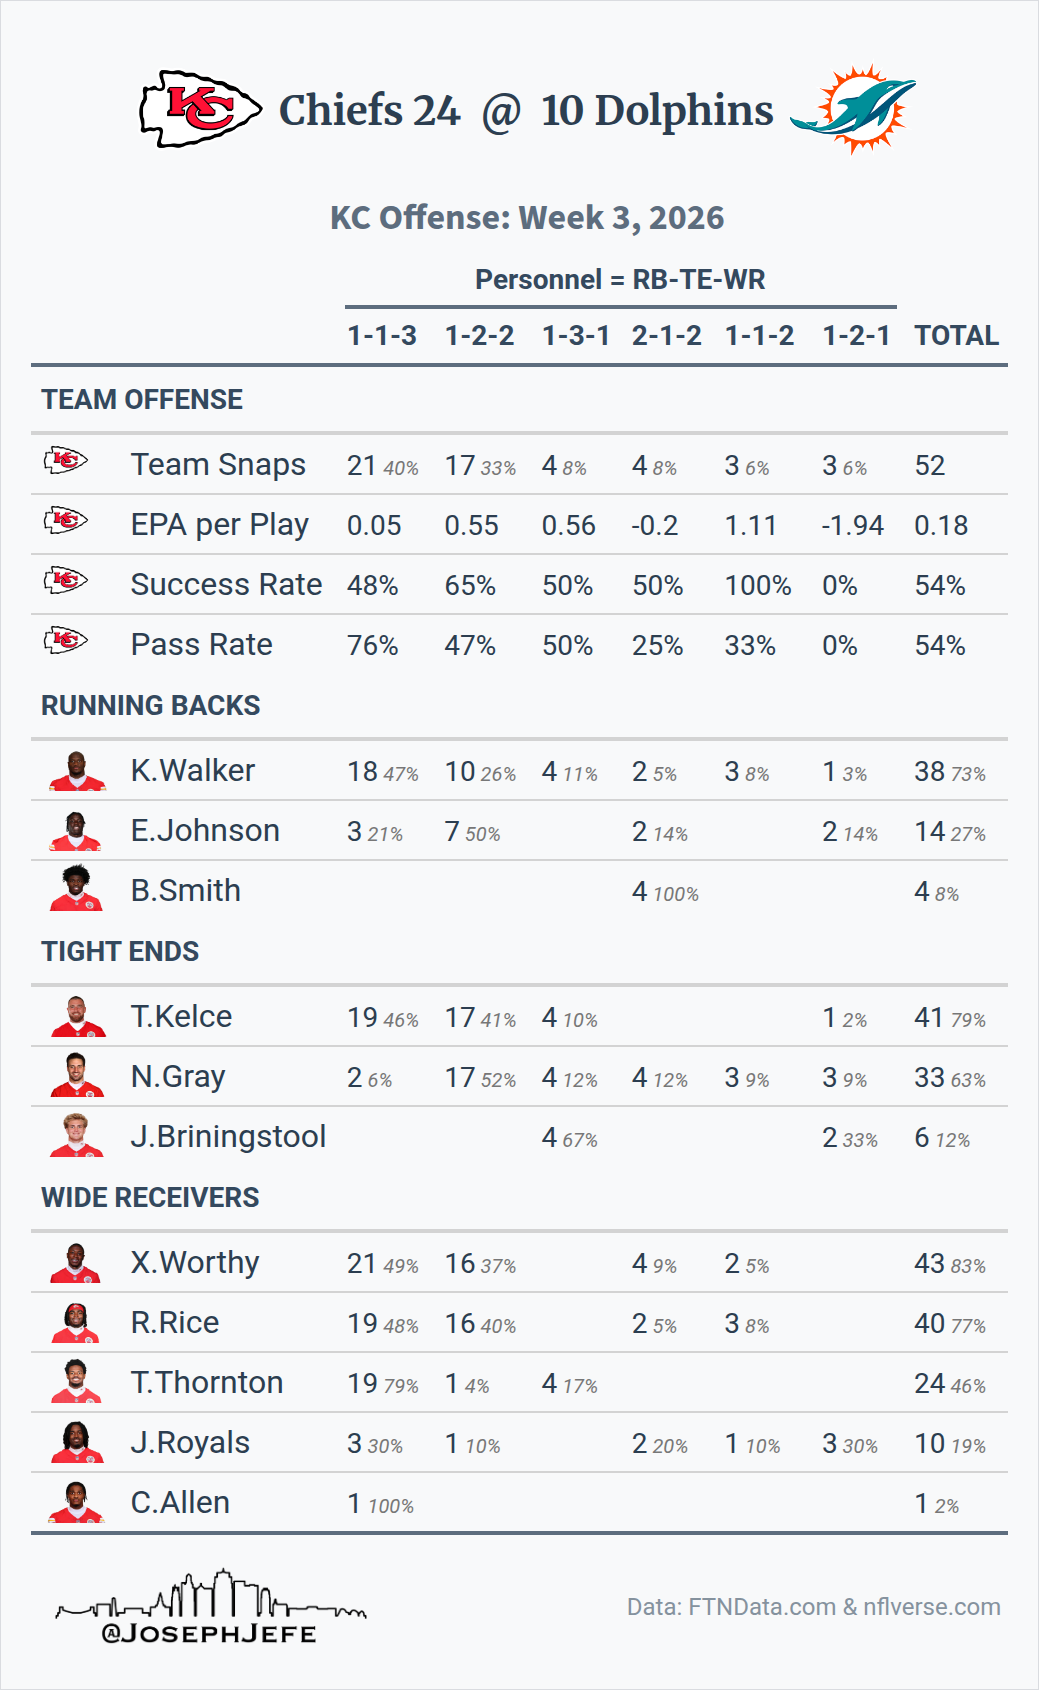 KC Chiefs 24 @ 10 Dolphins
KC Offense: Week 3, 2026
Personnel = RB-TE-WR
1-1-3 1-2-2 1-3-1 2-1-2 1-1-2 1-2-1 TOTAL
TEAM OFFENSE
KC Team Snaps 21 40% 17 33% 4 8% 4 8% 3 6% 3 6% 52
KC EPA per Play 0.05 0.55 0.56 -0.2 1.11 -1.94 0.18
KC Success Rate 48% 65% 50% 50% 100% 0% 54%
KC Pass Rate 76% 47% 50% 25% 33% 0% 54%
RUNNING BACKS
K.Walker 18 47% 10 26% 4 11% 2 5% 3 8% 1 3% 38 73%
E.Johnson 3 21% 7 50% 2 14% 2 14% 14 27%
B.Smith 4 100% 4 8%
TIGHT ENDS
T.Kelce 19 46% 17 41% 4 10% 1 2% 41 79%
N.Gray 2 6% 17 52% 4 12% 4 12% 3 9% 3 9% 33 63%
J.Briningstool 4 67% 2 33% 6 12%
WIDE RECEIVERS
X.Worthy 21 49% 16 37% 4 9% 2 5% 43 83%
R.Rice 19 48% 16 40% 2 5% 3 8% 40 77%
T.Thornton 19 79% 1 4% 4 17% 24 46%
J.Royals 3 30% 1 10% 2 20% 1 10% 3 30% 10 19%
C.Allen 1 100% 1 2%
@JOSEPHJEFE
Data: FTNData.com & nflverse.com